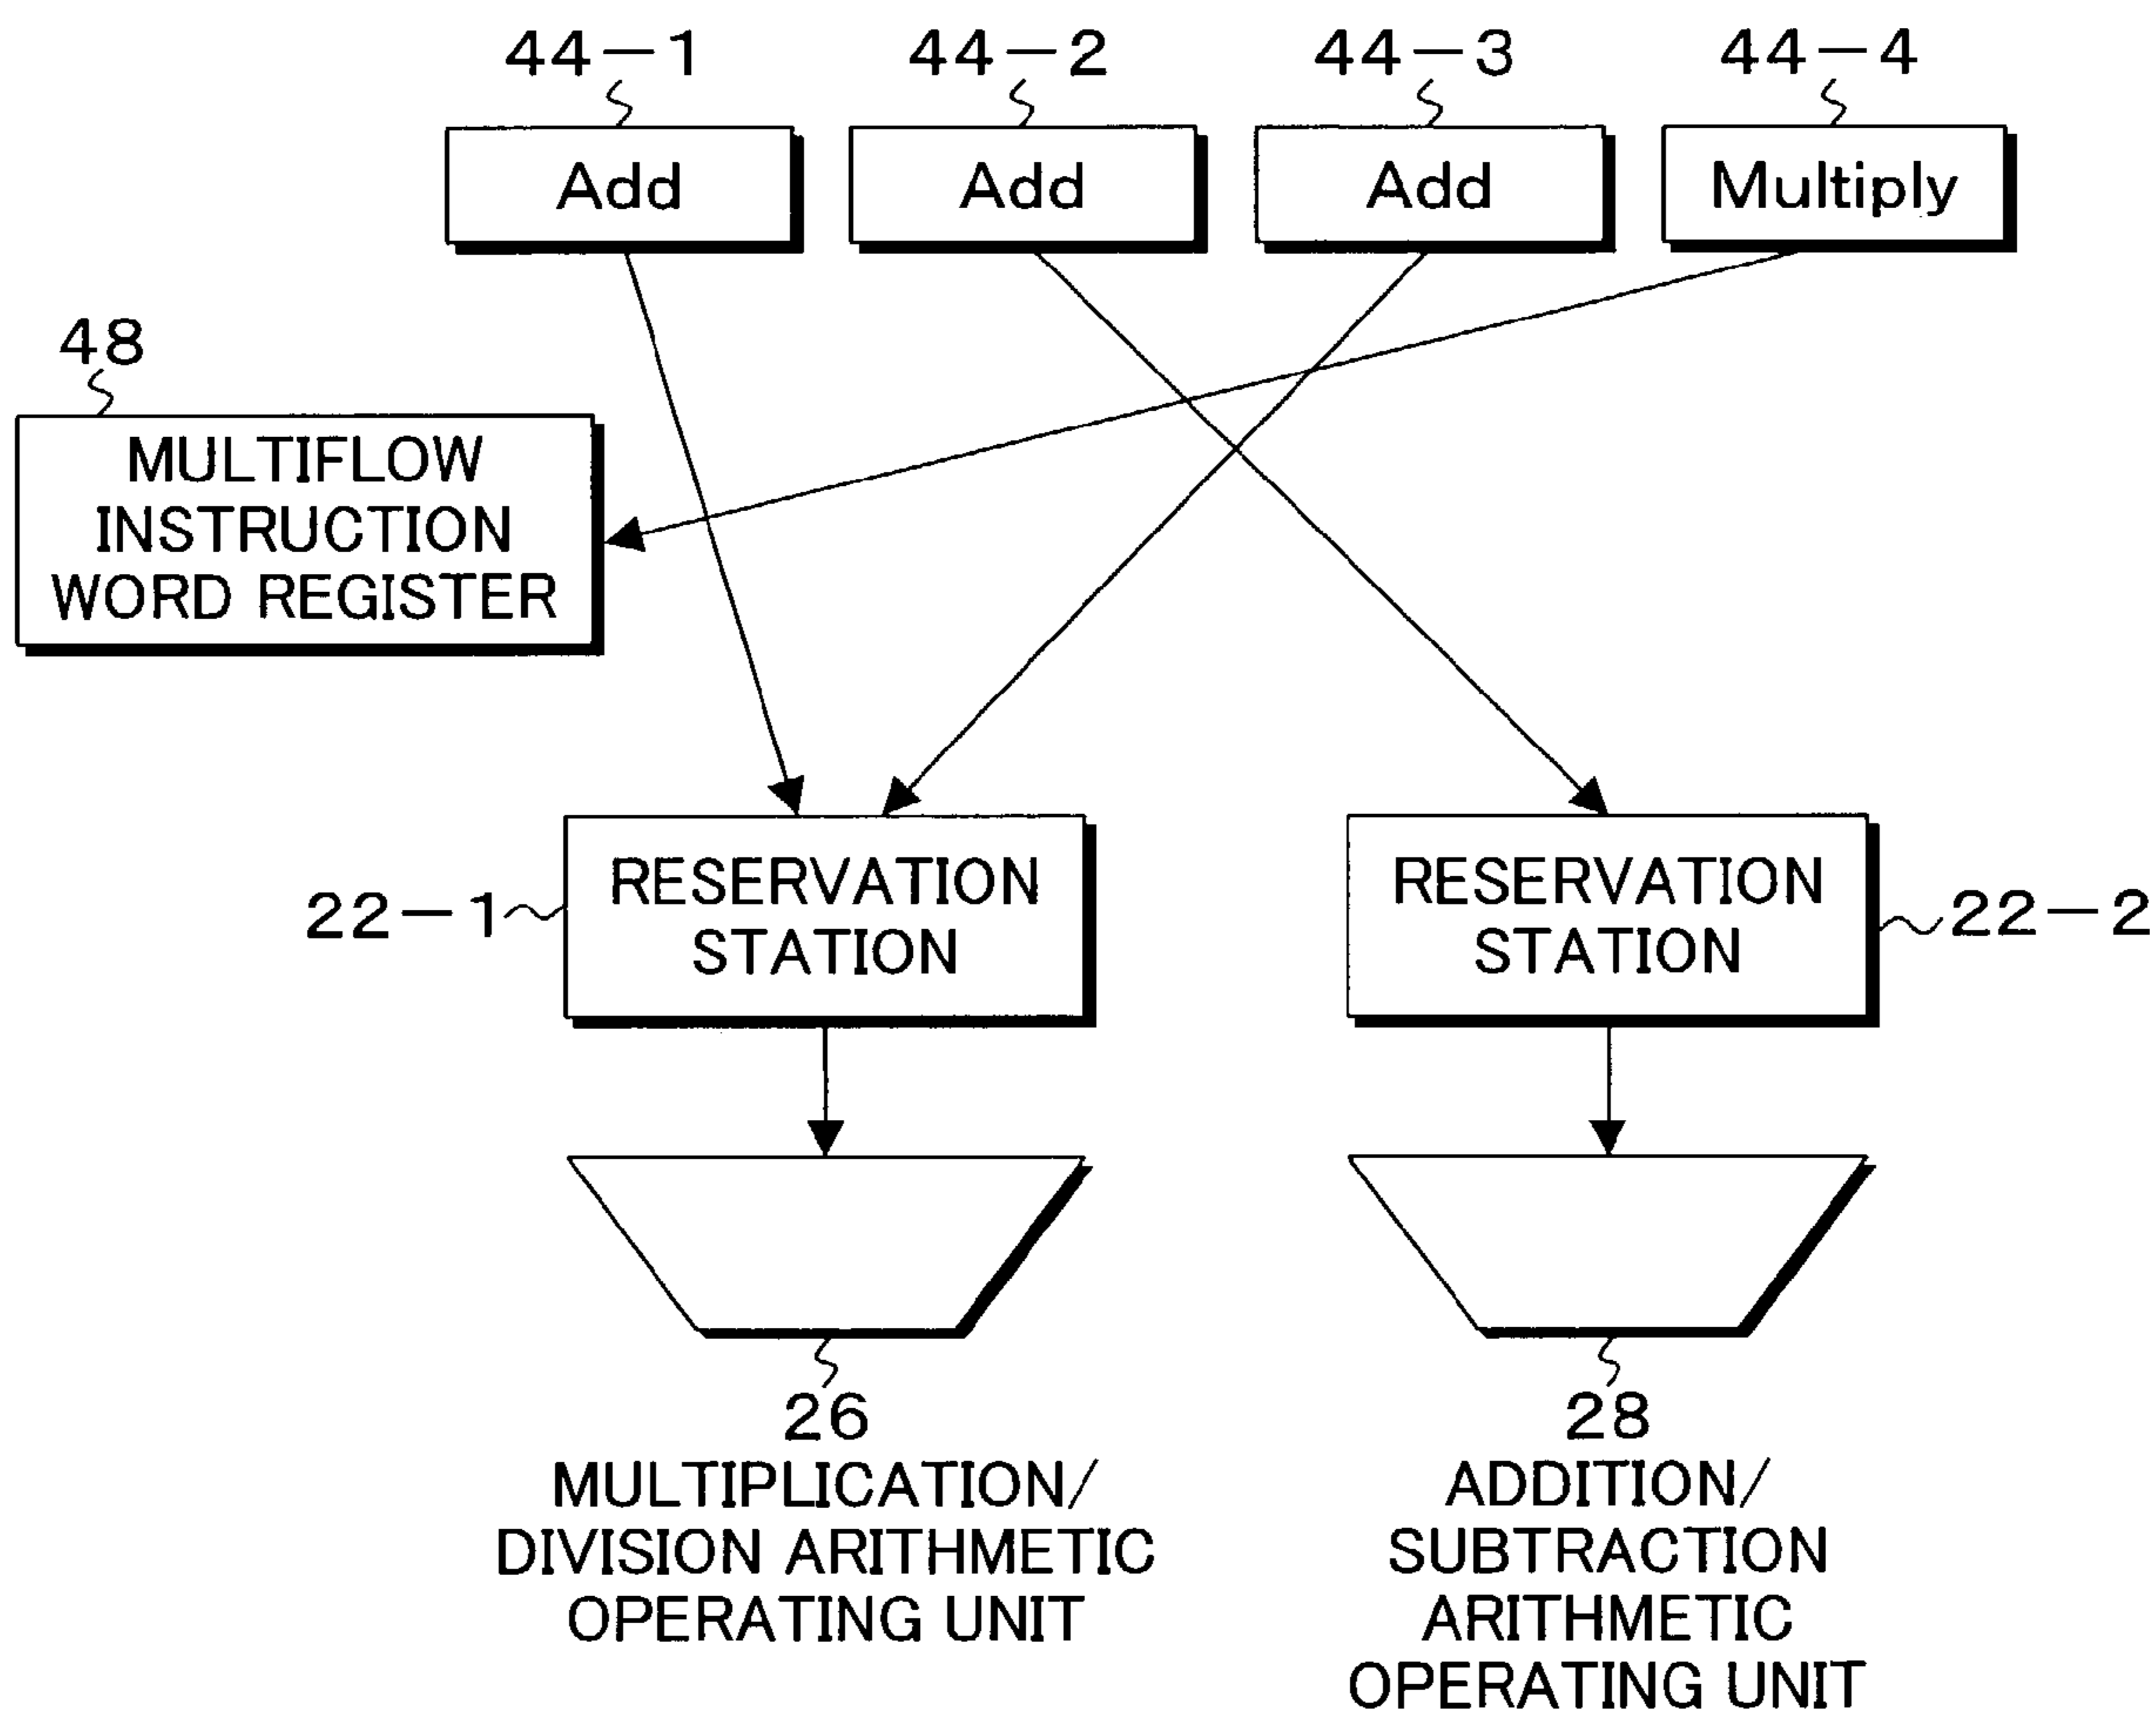 44-1 44-2 44-3 44-4
Add Add Add Multiply
48
MULTIFLOW
INSTRUCTION
WORD REGISTER
22-1
RESERVATION
STATION
RESERVATION
STATION
22-2
26
MULTIPLICATION/
DIVISION ARITHMETIC
OPERATING UNIT
28
ADDITION/
SUBTRACTION
ARITHMETIC
OPERATING UNIT